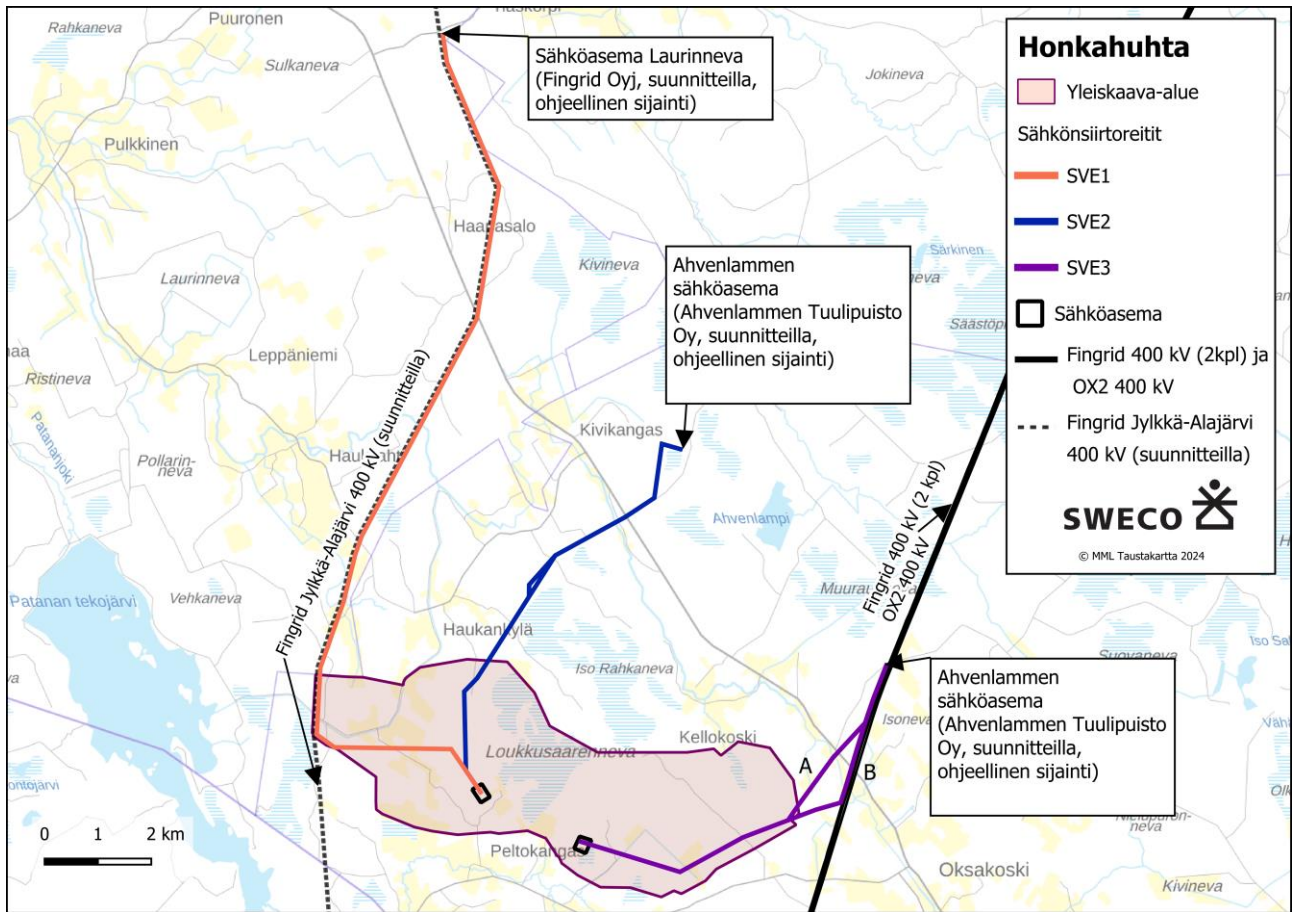 Rahkaneva
Puuronen
Sulkaneva
Pulkkinen
Sähköasema Laurinneva
(Fingrid Oyj, suunnitteilla,
ohjeellinen sijainti)
Jokineva
Haapasalo
Kivineva
Laurinneva
Särkinen
Leppäniemi
Ristineva
Patananjoki
Pollarin-
neva
Ahvenlammen
sähköasema
(Ahvenlammen Tuulipuisto
Oy, suunnitteilla,
ohjeellinen sijainti)
Kivikangas
Ahvenlampi
Fingrid Jylkkä-Alajärvi 400 kV (suunnitteilla)
Fingrid 400 kV (2 kpl)
OX2 400 kV
Patanan tekojärvi
Vehkaneva
Haukankylä
Iso Rahkaneva
Suovaneva
Isoneva
Kellokoski
Loukkusaarenneva
A
B
Ahvenlammen
sähköasema
(Ahvenlammen Tuulipuisto
Oy, suunnitteilla,
ohjeellinen sijainti)
Peltokangas
Oksakoski
Kivineva
0 1 2 km
Honkahuhta
Yleiskaava-alue
Sähkönsiirtoreitit
SVE1
SVE2
SVE3
Sähköasema
Fingrid 400 kV (2kpl) ja
OX2 400 kV
Fingrid Jylkkä-Alajärvi
400 kV (suunnitteilla)
SWECO
© MML Taustakartta 2024